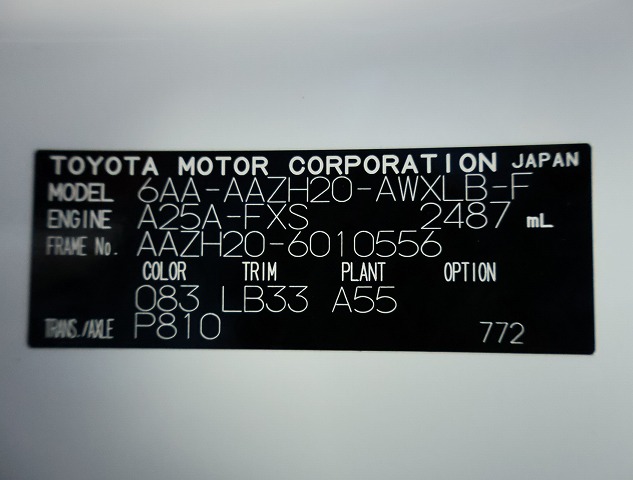 TOYOTA MOTOR CORPORATION JAPAN
MODEL 6AA-AAZH20-AWXLB-F
ENGINE A25A-FXS 2487 mL
FRAME No. AAZH20-6010556
COLOR TRIM PLANT OPTION
083 LB33 A55
TRANS./AXLE P810 772